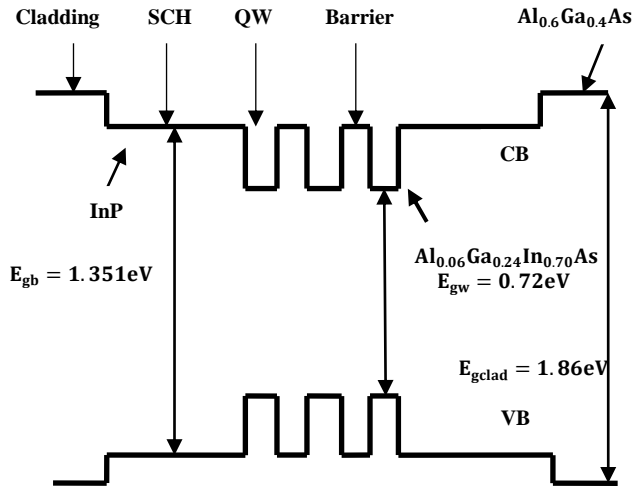 Cladding SCH QW Barrier Al0.6Ga0.4As
CB
InP
Al0.06Ga0.24In0.70As
Egb = 1.351eV
Egw = 0.72eV
Egclad = 1.86eV
VB